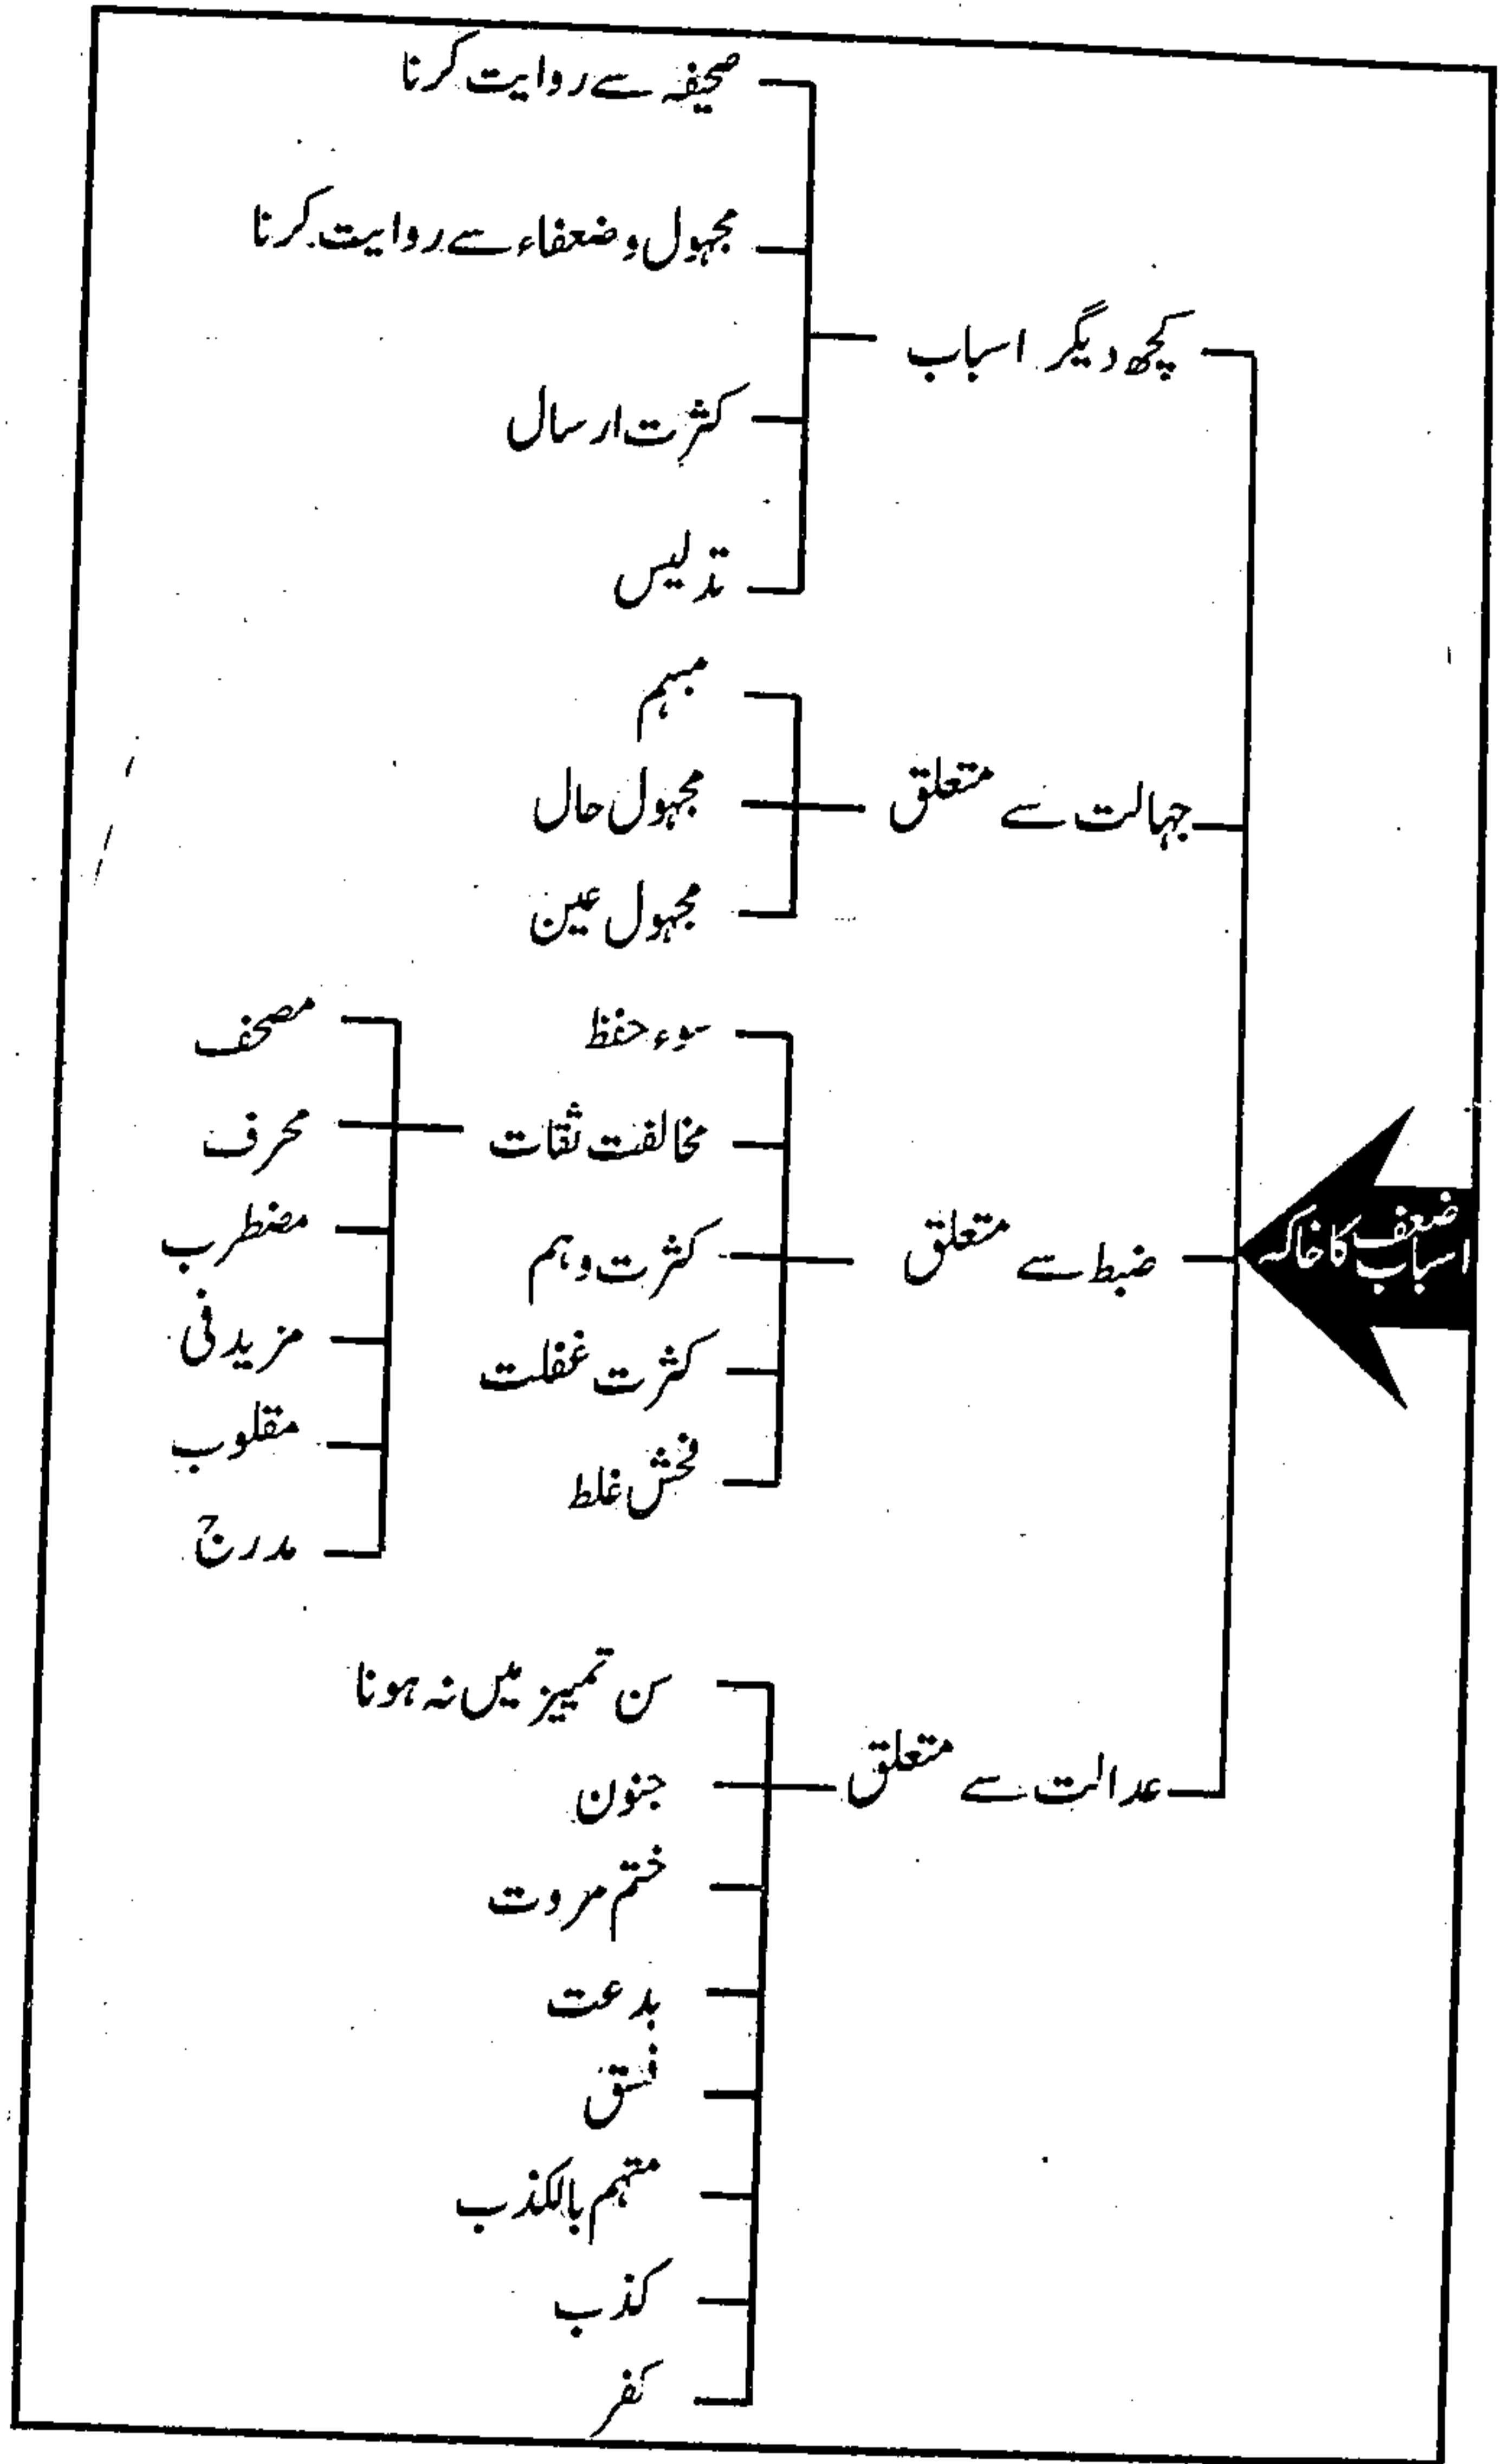 اسباب ضعف کا خاکہ
کچھ دیگر اسباب
صحیفہ سے روایت کرنا
مجہول و ضعفاء سے روایت کرنا
کثرت ارسال
تدلیس
جہالت سے متعلق
مبہم
مجہول حال
مجہول عین
ضبط سے متعلق
سوء حفظ
مخالفت ثقات
مصحف
محرف
مضطرب
مزید فی
مقلوب
مدرج
کثرت وہم
کثرت غفلت
فحش غلط
عدالت سے متعلق
سن تمییز میں نہ ہونا
جنون
ختم مروت
بدعت
فسق
متہم بالکذب
کذب
کفر